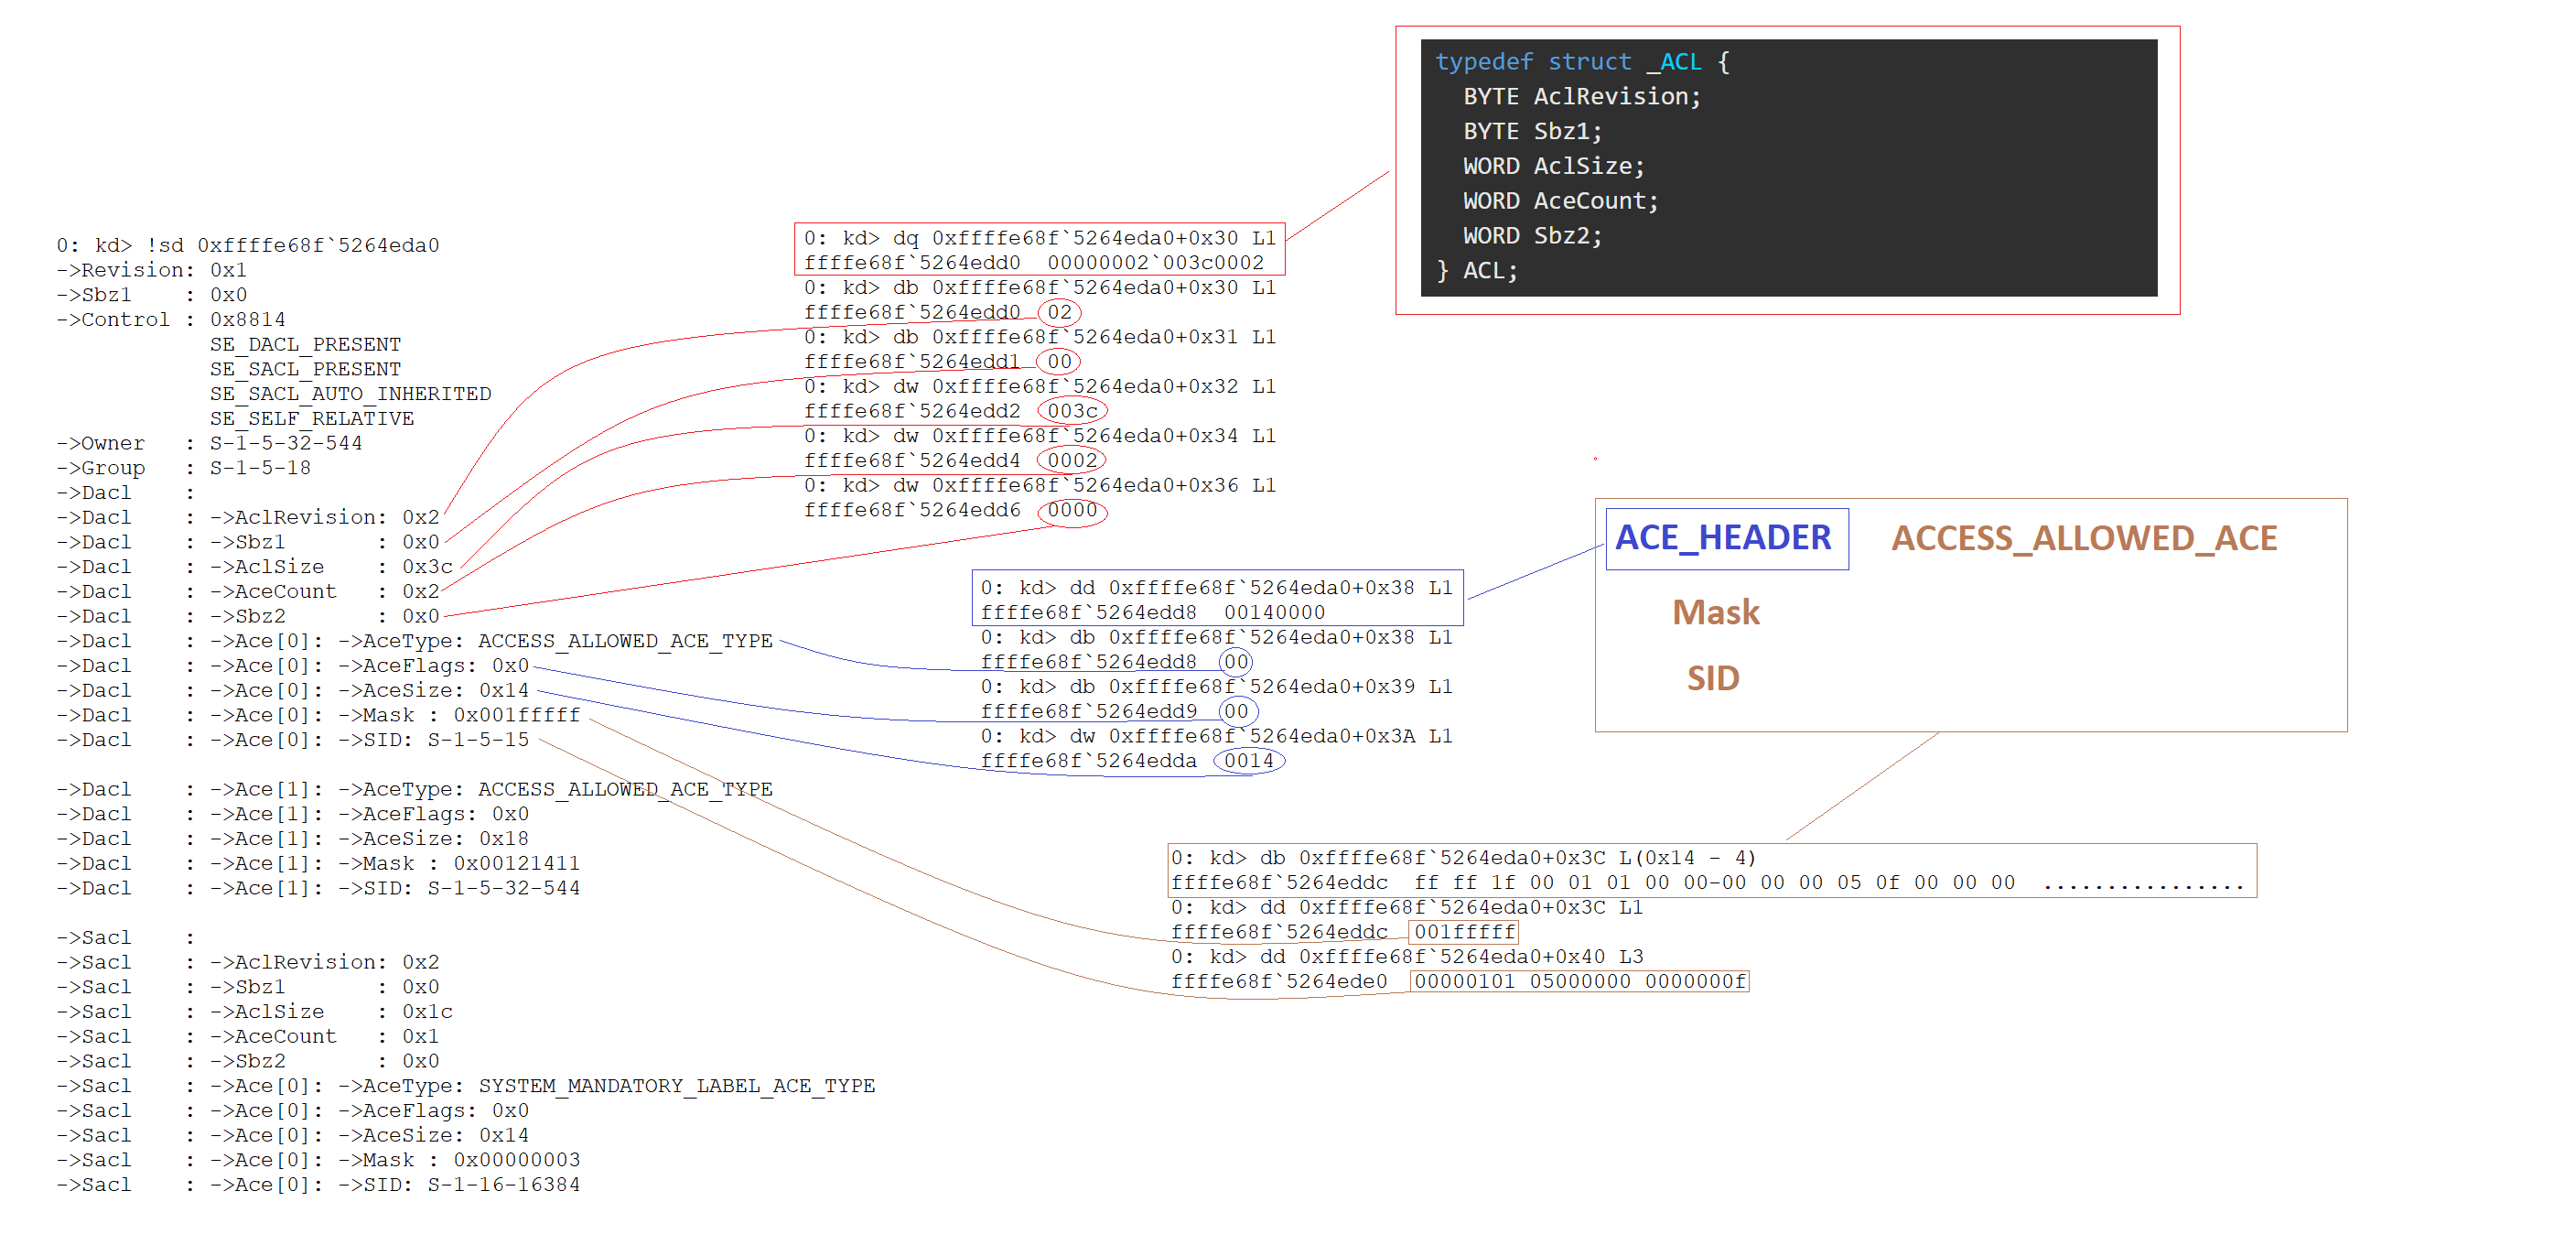 0: kd> !sd 0xffffe68f`5264eda0
->Revision: 0x1
->Sbz1    : 0x0
->Control : 0x8814
            SE_DACL_PRESENT
            SE_SACL_PRESENT
            SE_SACL_AUTO_INHERITED
            SE_SELF_RELATIVE
->Owner   : S-1-5-32-544
->Group   : S-1-5-18
->Dacl    :
->Dacl    : ->AclRevision: 0x2
->Dacl    : ->Sbz1       : 0x0
->Dacl    : ->AclSize    : 0x3c
->Dacl    : ->AceCount   : 0x2
->Dacl    : ->Sbz2       : 0x0
->Dacl    : ->Ace[0]: ->AceType: ACCESS_ALLOWED_ACE_TYPE
->Dacl    : ->Ace[0]: ->AceFlags: 0x0
->Dacl    : ->Ace[0]: ->AceSize: 0x14
->Dacl    : ->Ace[0]: ->Mask : 0x001fffff
->Dacl    : ->Ace[0]: ->SID: S-1-5-15
->Dacl    : ->Ace[1]: ->AceType: ACCESS_ALLOWED_ACE_TYPE
->Dacl    : ->Ace[1]: ->AceFlags: 0x0
->Dacl    : ->Ace[1]: ->AceSize: 0x18
->Dacl    : ->Ace[1]: ->Mask : 0x00121411
->Dacl    : ->Ace[1]: ->SID: S-1-5-32-544
->Sacl    :
->Sacl    : ->AclRevision: 0x2
->Sacl    : ->Sbz1       : 0x0
->Sacl    : ->AclSize    : 0x1c
->Sacl    : ->AceCount   : 0x1
->Sacl    : ->Sbz2       : 0x0
->Sacl    : ->Ace[0]: ->AceType: SYSTEM_MANDATORY_LABEL_ACE_TYPE
->Sacl    : ->Ace[0]: ->AceFlags: 0x0
->Sacl    : ->Ace[0]: ->AceSize: 0x14
->Sacl    : ->Ace[0]: ->Mask : 0x00000003
->Sacl    : ->Ace[0]: ->SID: S-1-16-16384
0: kd> dq 0xffffe68f`5264eda0+0x30 L1
ffffe68f`5264edd0  00000002`003c0002
0: kd> db 0xffffe68f`5264eda0+0x30 L1
ffffe68f`5264edd0  02
0: kd> db 0xffffe68f`5264eda0+0x31 L1
ffffe68f`5264edd1  00
0: kd> dw 0xffffe68f`5264eda0+0x32 L1
ffffe68f`5264edd2  003c
0: kd> dw 0xffffe68f`5264eda0+0x34 L1
ffffe68f`5264edd4  0002
0: kd> dw 0xffffe68f`5264eda0+0x36 L1
ffffe68f`5264edd6  0000
typedef struct _ACL {
  BYTE AclRevision;
  BYTE Sbz1;
  WORD AclSize;
  WORD AceCount;
  WORD Sbz2;
} ACL;
0: kd> dd 0xffffe68f`5264eda0+0x38 L1
ffffe68f`5264edd8  00140000
0: kd> db 0xffffe68f`5264eda0+0x38 L1
ffffe68f`5264edd8  00
0: kd> db 0xffffe68f`5264eda0+0x39 L1
ffffe68f`5264edd9  00
0: kd> dw 0xffffe68f`5264eda0+0x3A L1
ffffe68f`5264edda  0014
ACE_HEADER ACCESS_ALLOWED_ACE
Mask
SID
0: kd> db 0xffffe68f`5264eda0+0x3C L(0x14 - 4)
ffffe68f`5264eddc  ff ff 1f 00 01 01 00 00-00 00 00 05 0f 00 00 00  ................
0: kd> dd 0xffffe68f`5264eda0+0x3C L1
ffffe68f`5264eddc  001fffff
0: kd> dd 0xffffe68f`5264eda0+0x40 L3
ffffe68f`5264ede0  00000101 05000000 0000000f